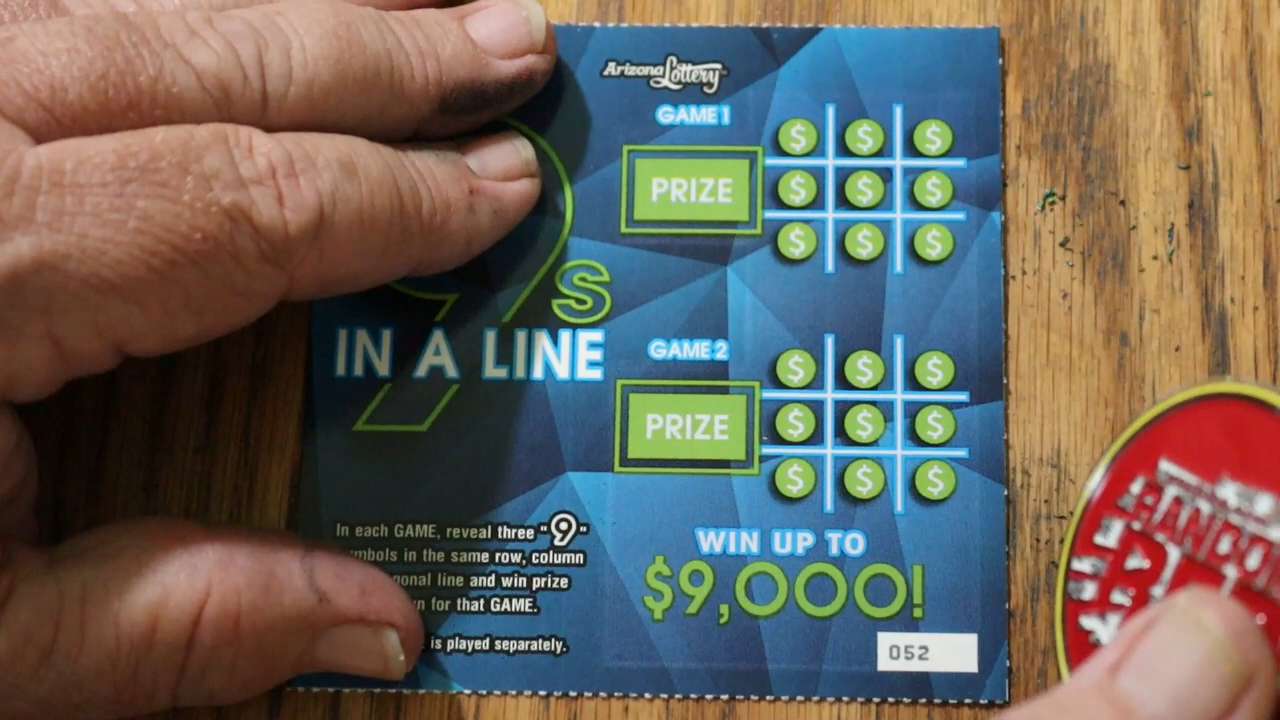 Arizona Lottery
GAME 1
PRIZE
$ $ $
$ $ $
$ $ $
9s
IN A LINE
GAME 2
PRIZE
$ $ $
$ $ $
$ $ $
In each GAME, reveal three "9"
symbols in the same row, column
line and win prize
for that GAME.
is played separately.
WIN UP TO
$9,000!
052